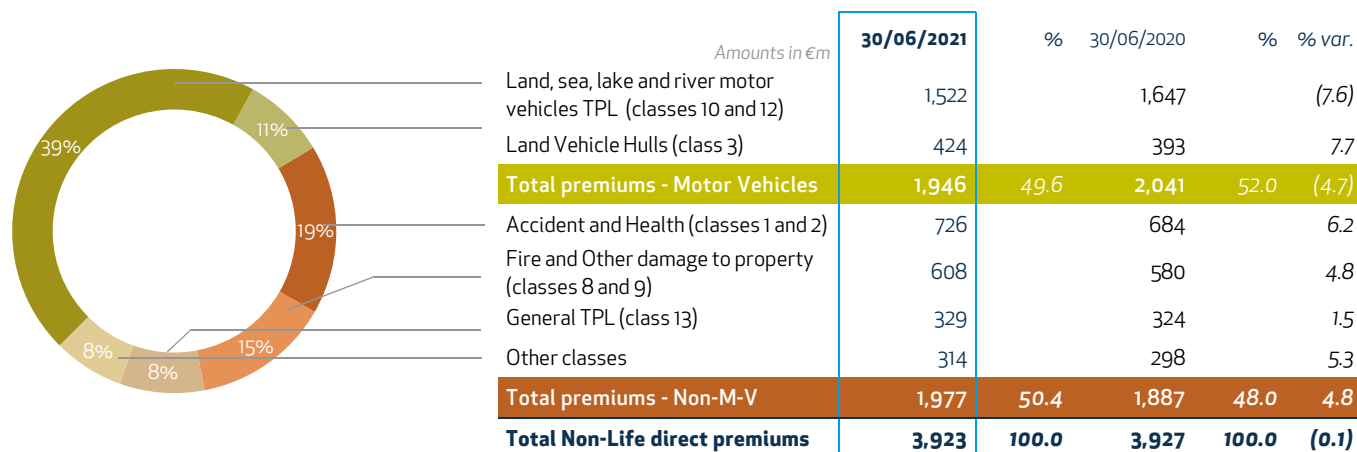 Amounts in €m 30/06/2021 % 30/06/2020 % % var.
Land, sea, lake and river motor
vehicles TPL (classes 10 and 12) 1,522 1,647 (7.6)
Land Vehicle Hulls (class 3) 424 393 7.7
Total premiums - Motor Vehicles 1,946 49.6 2,041 52.0 (4.7)
Accident and Health (classes 1 and 2) 726 684 6.2
Fire and Other damage to property
(classes 8 and 9) 608 580 4.8
General TPL (class 13) 329 324 1.5
Other classes 314 298 5.3
Total premiums - Non-M-V 1,977 50.4 1,887 48.0 4.8
Total Non-Life direct premiums 3,923 100.0 3,927 100.0 (0.1)
39%
11%
19%
15%
8%
8%